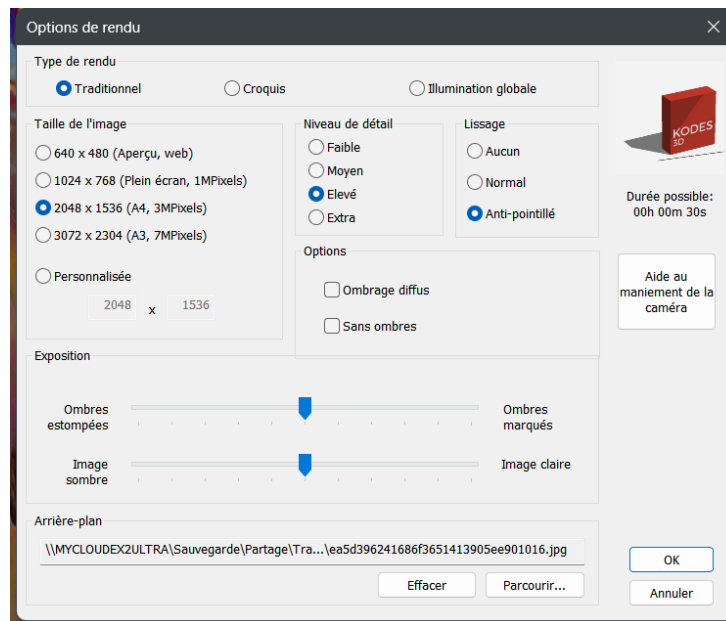 Options de rendu
Type de rendu
Traditionnel
Croquis
Illumination globale
Taille de l'image
640 x 480 (Aperçu, web)
1024 x 768 (Plein écran, 1MPixels)
2048 x 1536 (A4, 3MPixels)
3072 x 2304 (A3, 7MPixels)
Personnalisée
2048 x 1536
Niveau de détail
Faible
Moyen
Elevé
Extra
Lissage
Aucun
Normal
Anti-pointillé
Options
Ombrage diffus
Sans ombres
KODES
3D
Durée possible:
00h 00m 30s
Aide au
maniement de la
caméra
Exposition
Ombres
estompées
Ombres
marqués
Image
sombre
Image claire
Arrière-plan
\\MYCLOUDEX2ULTRA\Sauvegarde\Partage\Tra...\ea5d396241686f3651413905ee901016.jpg
Effacer
Parcourir...
OK
Annuler